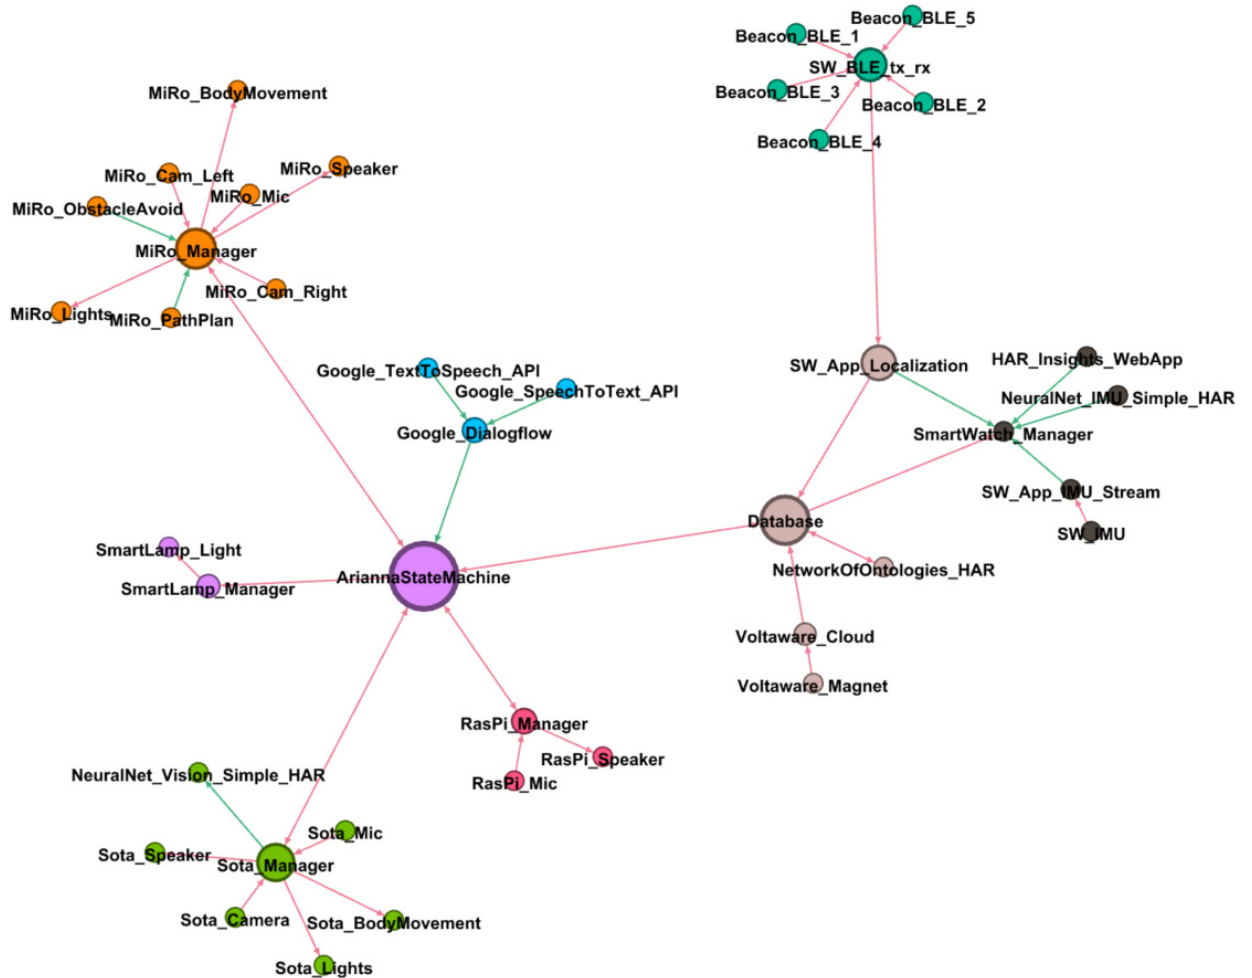 Beacon_BLE_5
Beacon_BLE_1
SW_BLE_tx_rx
Beacon_BLE_3
Beacon_BLE_2
Beacon_BLE_4
MiRo_BodyMovement
MiRo_Cam_Left
MiRo_Speaker
MiRo_Mic
MiRo_ObstacleAvoid
MiRo_Manager
MiRo_Cam_Right
MiRo_Lights
MiRo_PathPlan
Google_TextToSpeech_API
Google_SpeechToText_API
Google_Dialogflow
SW_App_Localization
HAR_Insights_WebApp
NeuralNet_IMU_Simple_HAR
SmartWatch_Manager
SW_App_IMU_Stream
SW_IMU
Database
NetworkOfOntologies_HAR
SmartLamp_Light
SmartLamp_Manager
AriannaStateMachine
Voltaware_Cloud
Voltaware_Magnet
RasPi_Manager
RasPi_Speaker
RasPi_Mic
NeuralNet_Vision_Simple_HAR
Sota_Mic
Sota_Speaker
Sota_Manager
Sota_Camera
Sota_BodyMovement
Sota_Lights